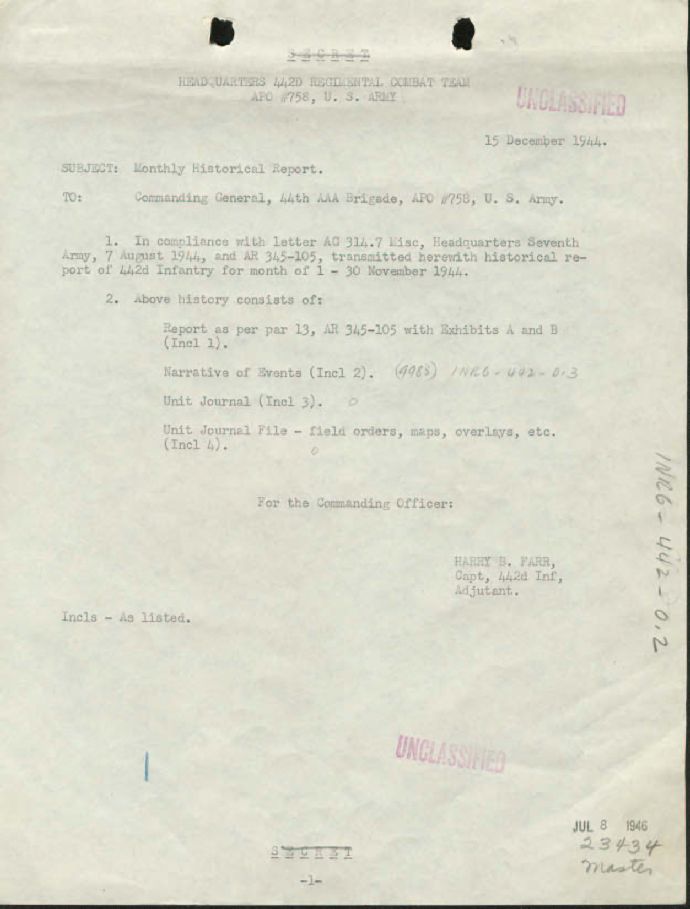 SECRET
HEADQUARTERS 442D REGIMENTAL COMBAT TEAM
APO #758, U. S. ARMY
UNCLASSIFIED
15 December 1944.
SUBJECT: Monthly Historical Report.
TO: Commanding General, 44th AAA Brigade, APO #758, U. S. Army.
1. In compliance with letter AG 314.7 Misc, Headquarters Seventh
Army, 7 August 1944, and AR 345-105, transmitted herewith historical re-
port of 442d Infantry for month of 1 - 30 November 1944.
2. Above history consists of:
Report as per par 13, AR 345-105 with Exhibits A and B
(Incl 1).
Narrative of Events (Incl 2). (9985) INRG-442-0.3
Unit Journal (Incl 3). 0
Unit Journal File - field orders, maps, overlays, etc.
(Incl 4). 0
For the Commanding Officer:
INRG-442-0.2
HARRY B. FARR,
Capt, 442d Inf,
Adjutant.
Incls - As listed.
UNCLASSIFIED
JUL 8 1946
23434
Master
SECRET
-1-